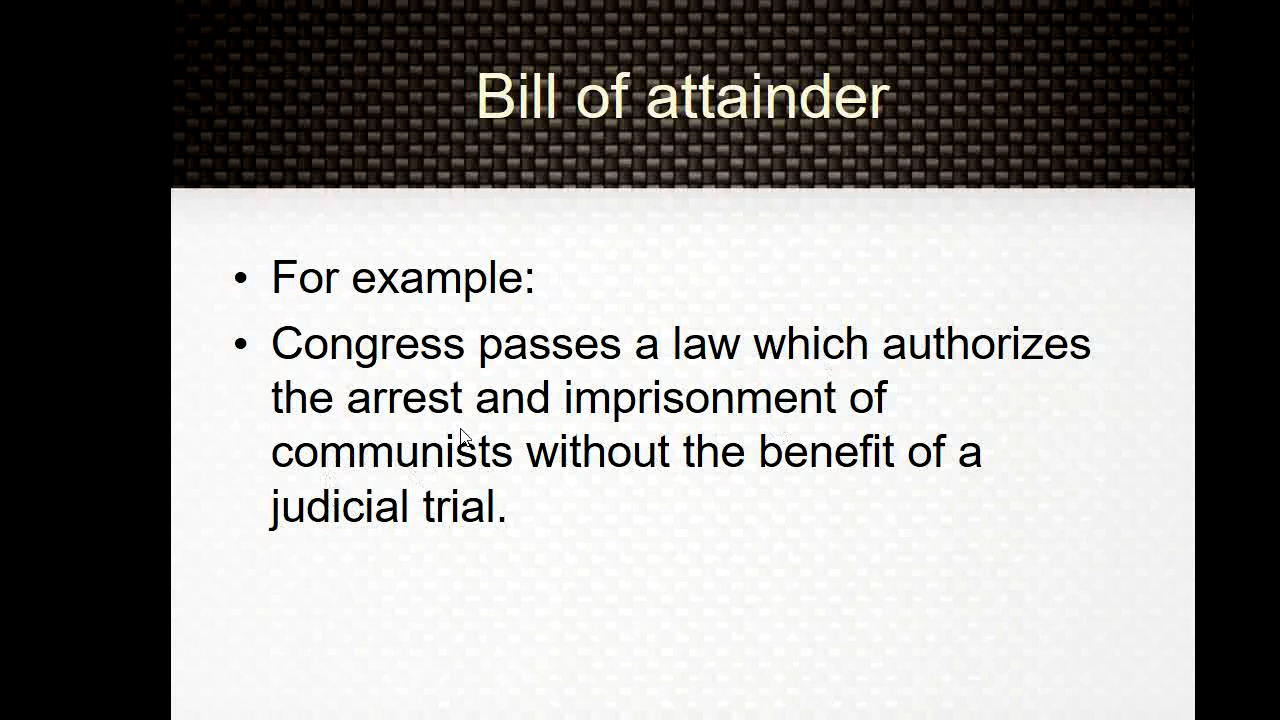 Bill of attainder
• For example:
• Congress passes a law which authorizes
the arrest and imprisonment of
communists without the benefit of a
judicial trial.